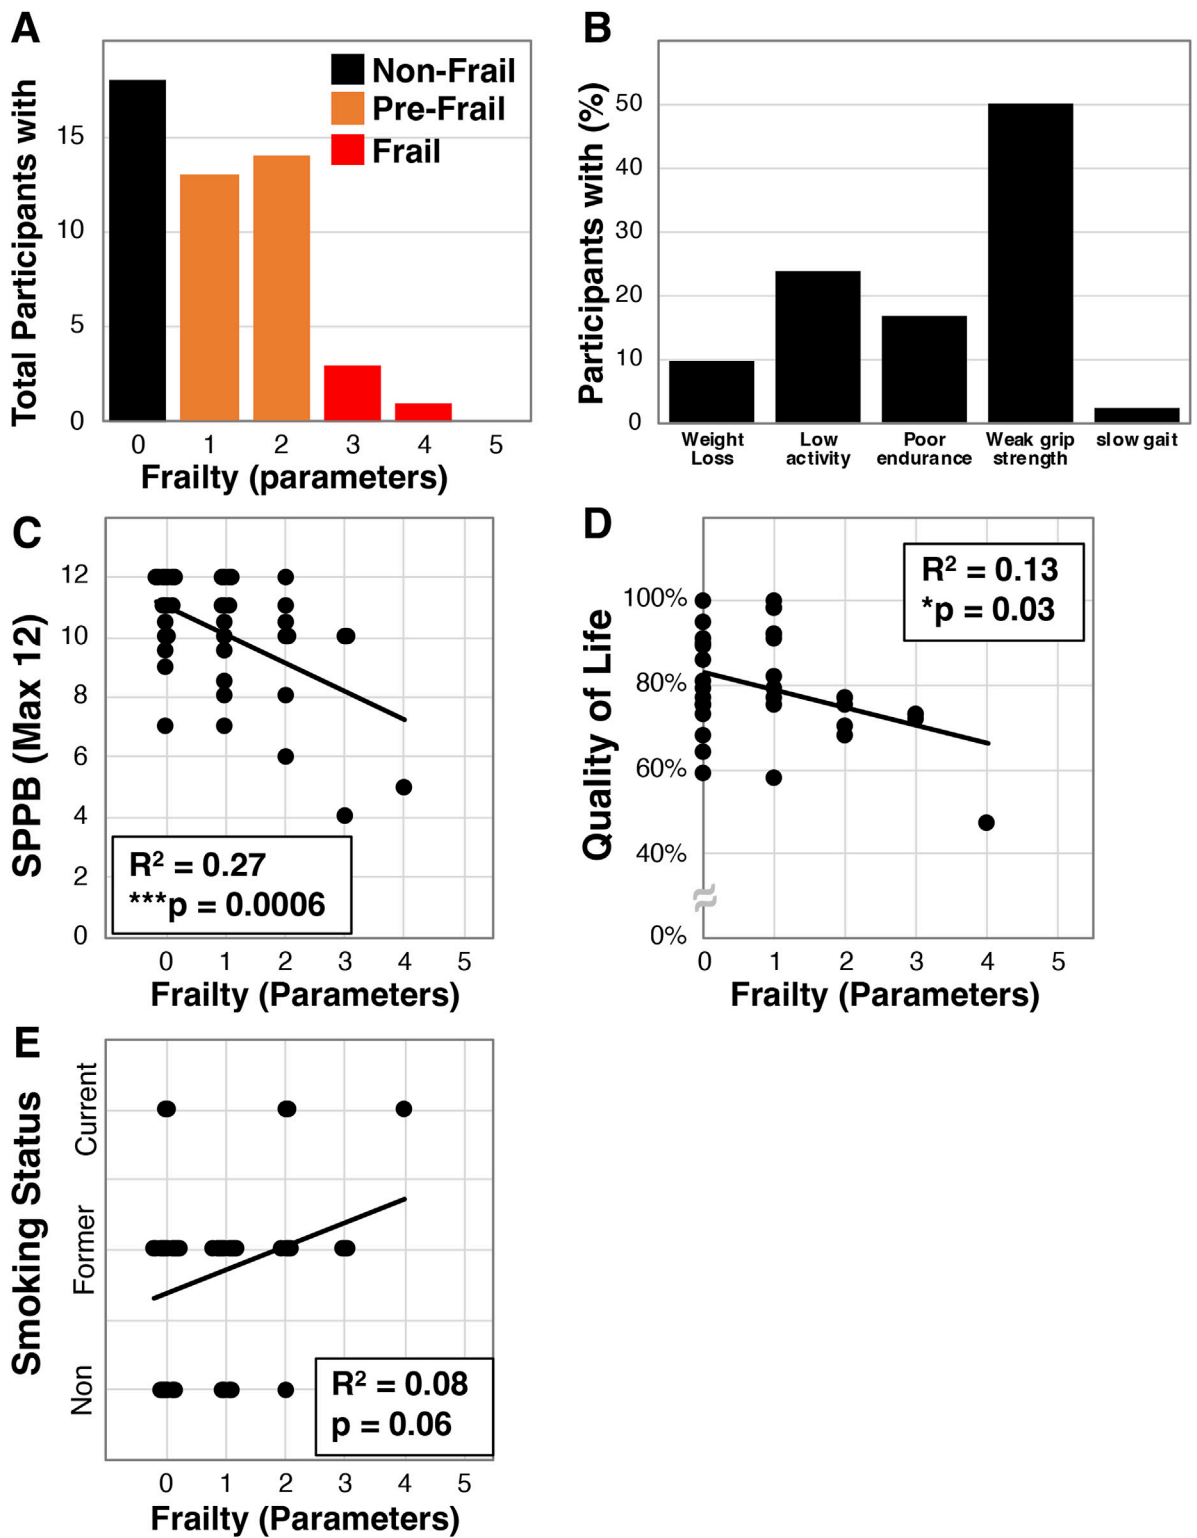 A
Total Participants with
15
10
5
0
Non-Frail
Pre-Frail
Frail
0 1 2 3 4 5
Frailty (parameters)
B
Participants with (%)
50
40
30
20
10
0
Weight Loss
Low activity
Poor endurance
Weak grip strength
slow gait
C
SPPB (Max 12)
12
10
8
6
4
2
0
R² = 0.27
***p = 0.0006
0 1 2 3 4 5
Frailty (Parameters)
D
Quality of Life
100%
80%
60%
40%
0%
R² = 0.13
*p = 0.03
0 1 2 3 4 5
Frailty (Parameters)
E
Smoking Status
Current
Former
Non
R² = 0.08
p = 0.06
0 1 2 3 4 5
Frailty (Parameters)